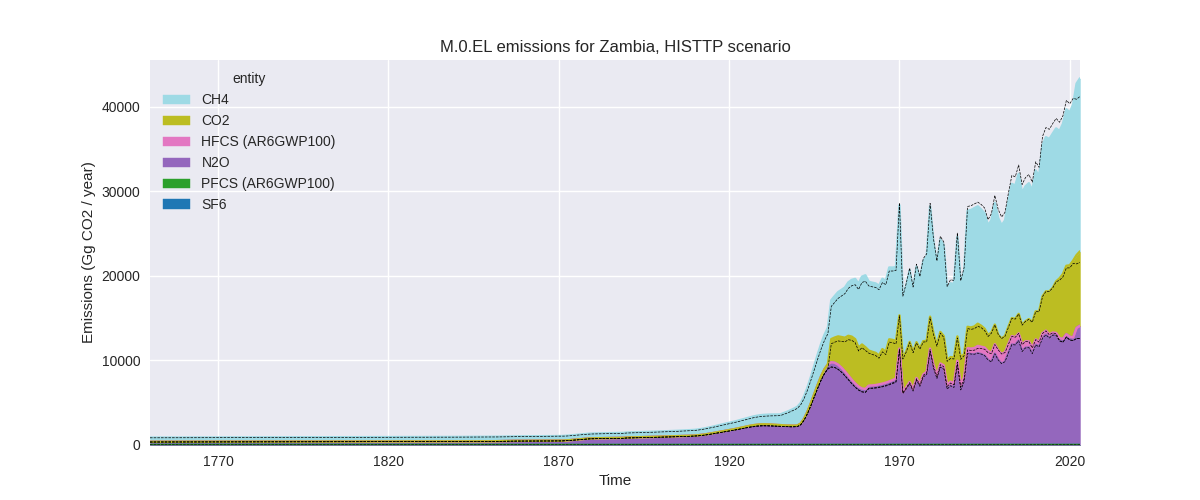 M.0.EL emissions for Zambia, HISTTP scenario
entity
CH4
CO2
HFCS (AR6GWP100)
N2O
PFCS (AR6GWP100)
SF6
Emissions (Gg CO2 / year)
40000
30000
20000
10000
0
1770 1820 1870 1920 1970 2020
Time